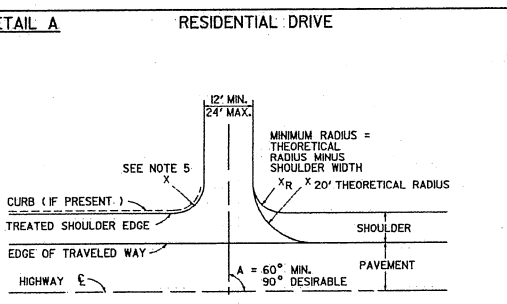 ETAIL A
RESIDENTIAL DRIVE
12' MIN.
24' MAX.
MINIMUM RADIUS =
THEORETICAL
RADIUS MINUS
SHOULDER WIDTH
SEE NOTE 5
X
XR
X 20' THEORETICAL RADIUS
CURB (IF PRESENT)
TREATED SHOULDER EDGE
SHOULDER
EDGE OF TRAVELED WAY
PAVEMENT
A = 60° MIN.
90° DESIRABLE
HIGHWAY ℄